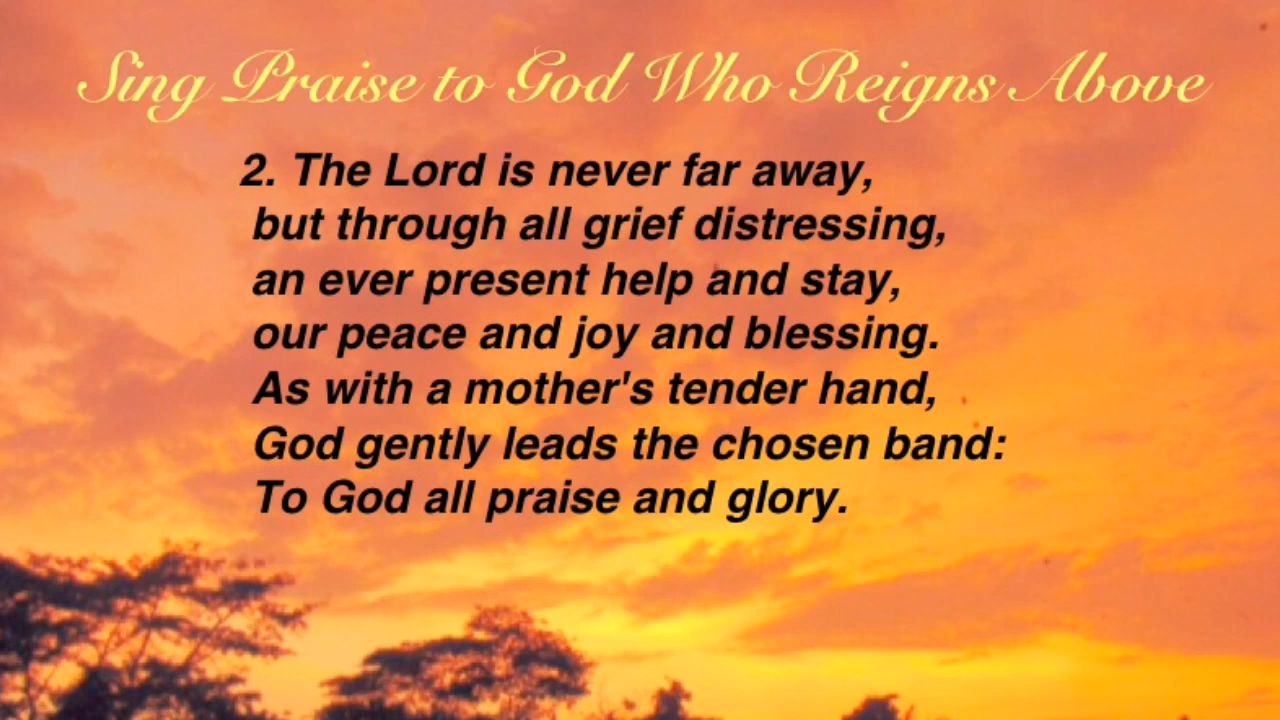 Sing Praise to God Who Reigns Above
2. The Lord is never far away,
but through all grief distressing,
an ever present help and stay,
our peace and joy and blessing.
As with a mother's tender hand,
God gently leads the chosen band:
To God all praise and glory.